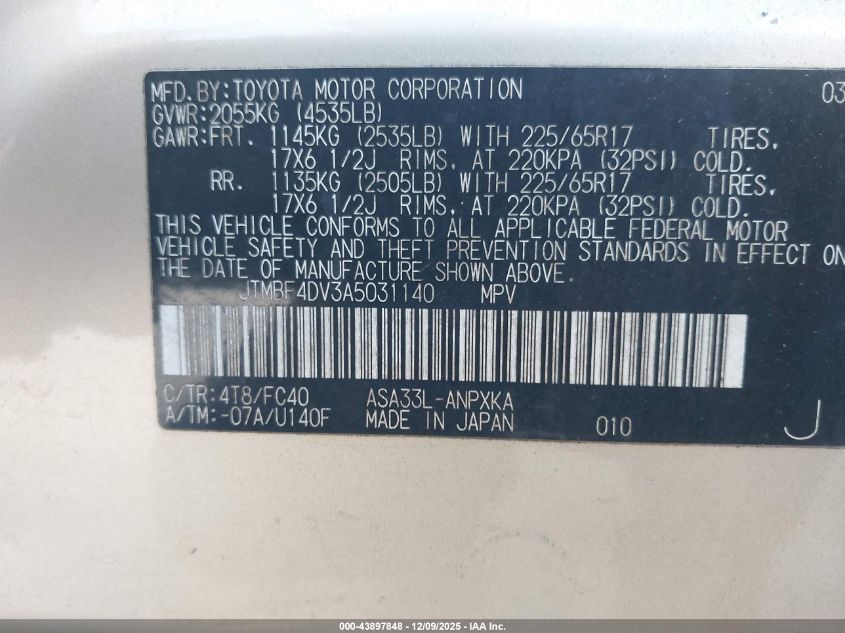 MFD.BY:TOYOTA MOTOR CORPORATION 03
GVWR:2055KG (4535LB)
GAWR:FRT. 1145KG (2535LB) WITH 225/65R17 TIRES,
17X6 1/2J RIMS, AT 220KPA (32PSI) COLD.
RR. 1135KG (2505LB) WITH 225/65R17 TIRES,
17X6 1/2J RIMS, AT 220KPA (32PSI) COLD.
THIS VEHICLE CONFORMS TO ALL APPLICABLE FEDERAL MOTOR
VEHICLE SAFETY AND THEFT PREVENTION STANDARDS IN EFFECT ON
THE DATE OF MANUFACTURE SHOWN ABOVE.
JTMBF4DV3A5031140 MPV
C/TR:4T8/FC40 ASA33L-ANPXKA
A/TM:-07A/U140F MADE IN JAPAN 010 J
000-43897848 - 12/09/2025 - IAA Inc.